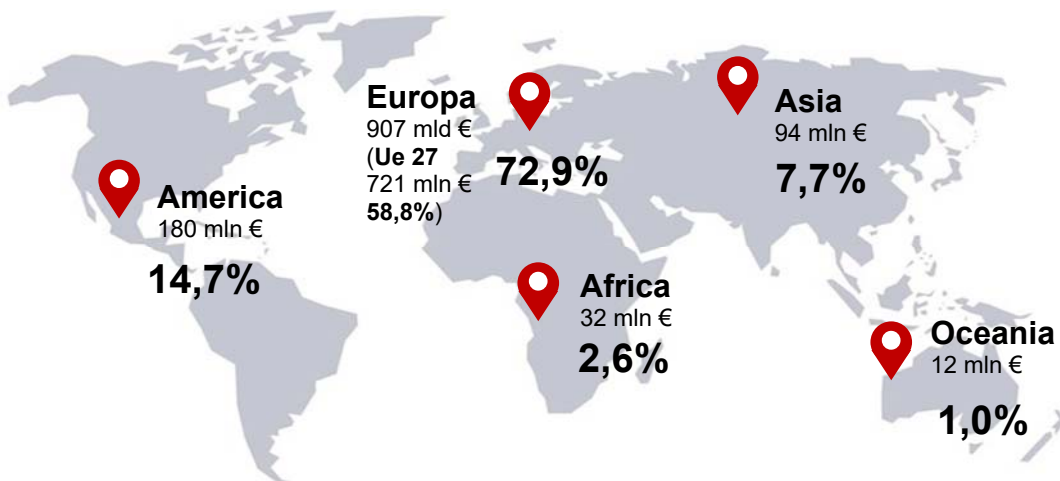 Europa
907 mld €
(Ue 27
721 mln €
58,8%)
72,9%
Asia
94 mln €
7,7%
America
180 mln €
14,7%
Africa
32 mln €
2,6%
Oceania
12 mln €
1,0%